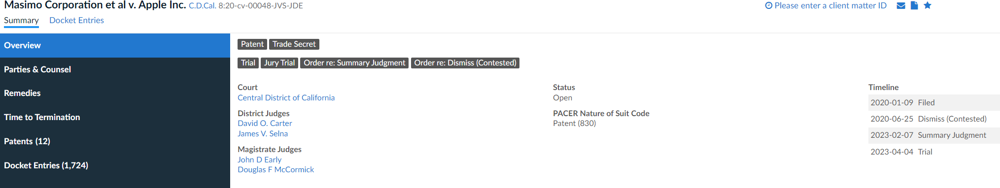 Masimo Corporation et al v. Apple Inc. C.D.Cal. 8:20-cv-00048-JVS-JDE
Please enter a client matter ID
Summary Docket Entries
Overview
Parties & Counsel
Remedies
Time to Termination
Patents (12)
Docket Entries (1,724)
Patent Trade Secret
Trial Jury Trial Order re: Summary Judgment Order re: Dismiss (Contested)
Court
Central District of California
District Judges
David O. Carter
James V. Selna
Magistrate Judges
John D Early
Douglas F McCormick
Status
Open
PACER Nature of Suit Code
Patent (830)
Timeline
2020-01-09 Filed
2020-06-25 Dismiss (Contested)
2023-02-07 Summary Judgment
2023-04-04 Trial